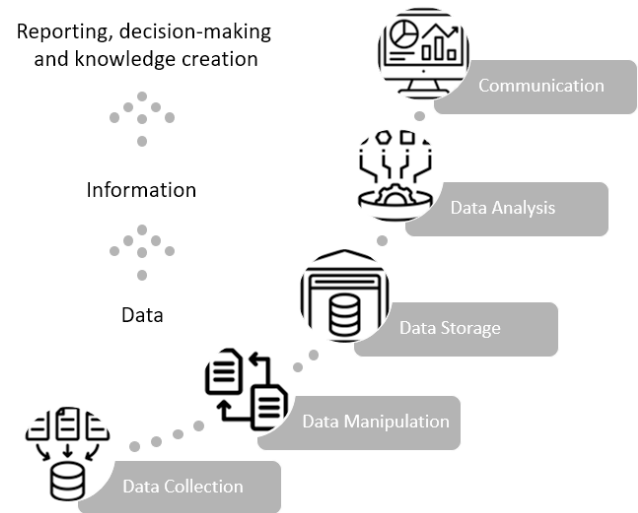 Reporting, decision-making
and knowledge creation
Communication
Information
Data Analysis
Data
Data Storage
Data Manipulation
Data Collection